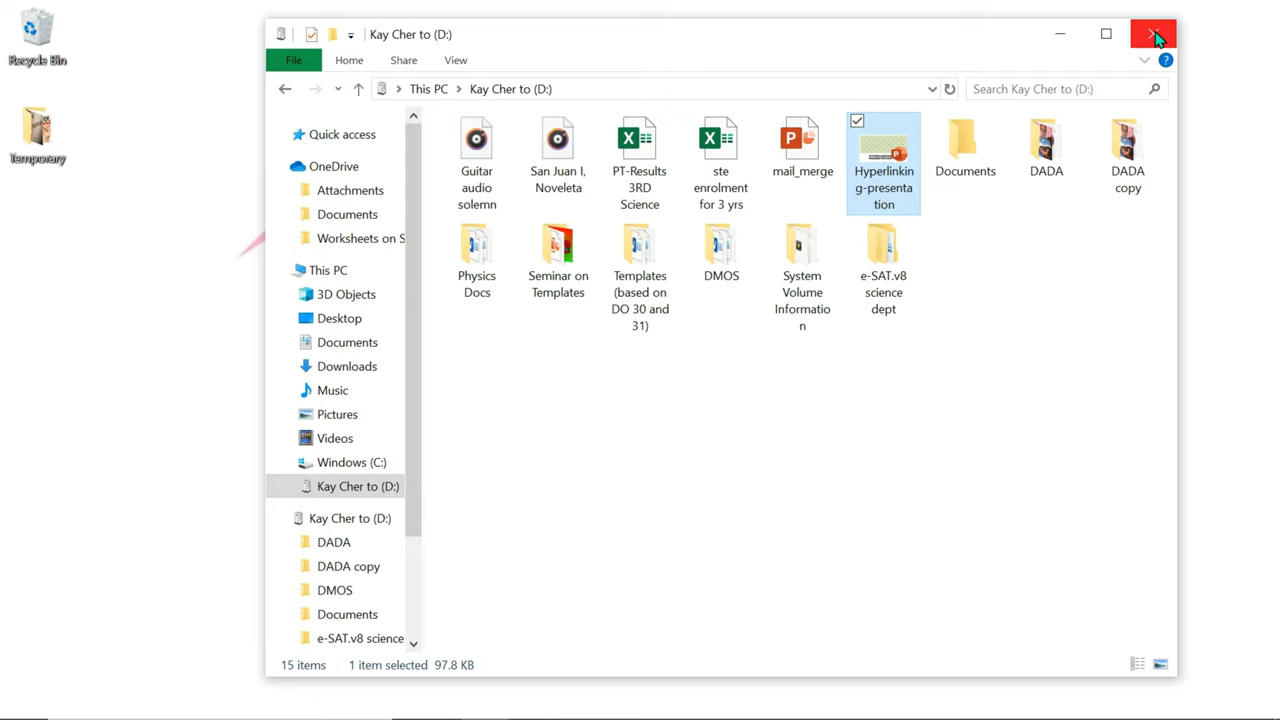 Recycle Bin
Temporary
Kay Cher to (D:)
File Home Share View
This PC Kay Cher to (D:)
Search Kay Cher to (D:)
Quick access
OneDrive
Attachments
Documents
Worksheets on S
This PC
3D Objects
Desktop
Documents
Downloads
Music
Pictures
Videos
Windows (C:)
Kay Cher to (D:)
Kay Cher to (D:)
DADA
DADA copy
DMOS
Documents
e-SAT.v8 science
Guitar
audio
solemn
San Juan I,
Noveleta
PT-Results
3RD
Science
ste
enrolment
for 3 yrs
mail_merge
Hyperlinkin
g-presenta
tion
Documents
DADA
DADA
copy
Physics
Docs
Seminar on
Templates
Templates
(based on
DO 30 and
31)
DMOS
System
Volume
Informatio
n
e-SAT.v8
science
dept
15 items 1 item selected 97.8 KB